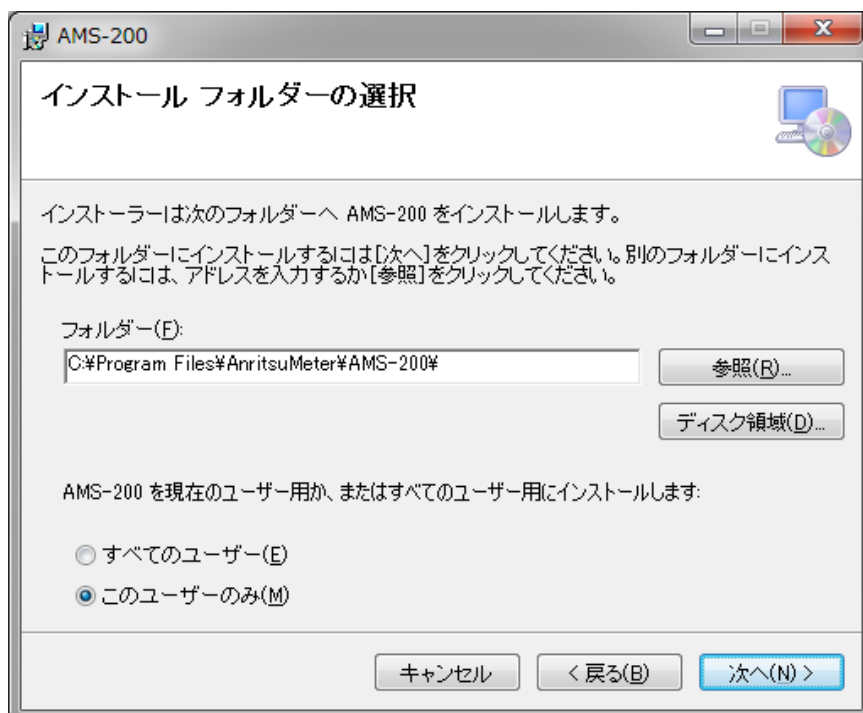 AMS-200
インストール フォルダーの選択
インストーラーは次のフォルダーへ AMS-200 をインストールします。
このフォルダーにインストールするには[次へ]をクリックしてください。別のフォルダーにインス
トールするには、アドレスを入力するか[参照]をクリックしてください。
フォルダー(F):
C:¥Program Files¥AnritsuMeter¥AMS-200¥
参照(R)...
ディスク領域(D)...
AMS-200 を現在のユーザー用か、またはすべてのユーザー用にインストールします:
すべてのユーザー(E)
このユーザーのみ(M)
キャンセル
< 戻る(B)
次へ(N) >